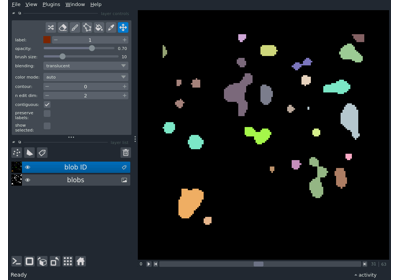 File View Plugins Window Help
label: 1
opacity: 0.70
brush size: 10
blending: translucent
color mode: auto
contour: 0
n edit dim: 2
contiguous:
preserve
labels:
show
selected:
blob ID
blobs
Ready
activity